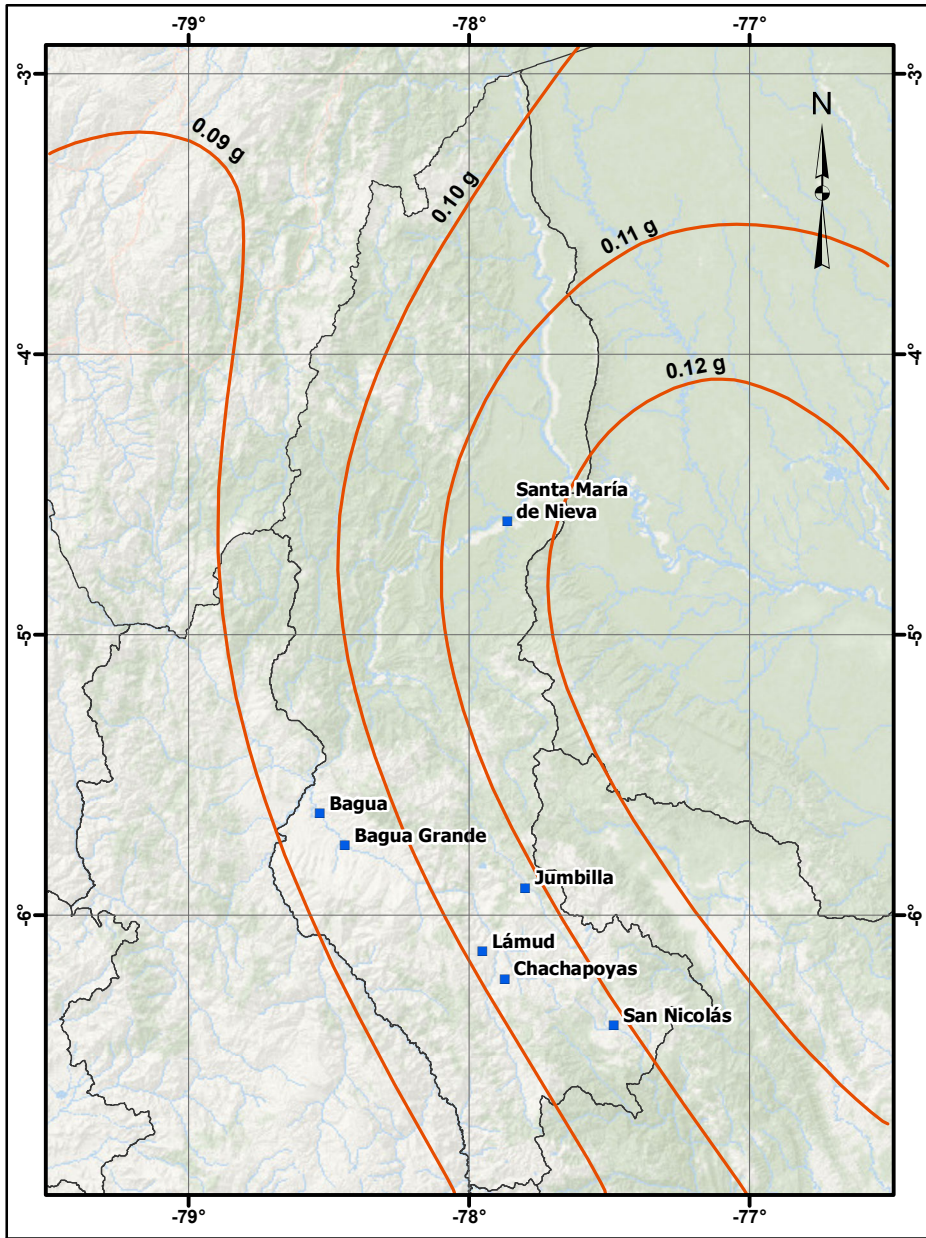 -79°
-78°
-77°
-3°
-3°
N
0.09 g
0.10 g
0.11 g
-4°
-4°
0.12 g
Santa María
de Nieva
-5°
-5°
Bagua
Bagua Grande
Jumbilla
-6°
-6°
Lámud
Chachapoyas
San Nicolás
-79°
-78°
-77°